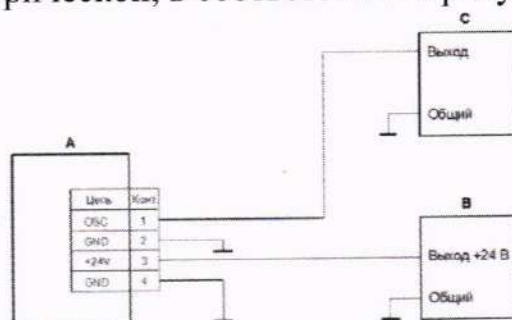 С
Выход
Общий
А
Цепь Конт.
OSC 1
GND 2
+24V 3
GND 4
В
Выход +24 В
Общий